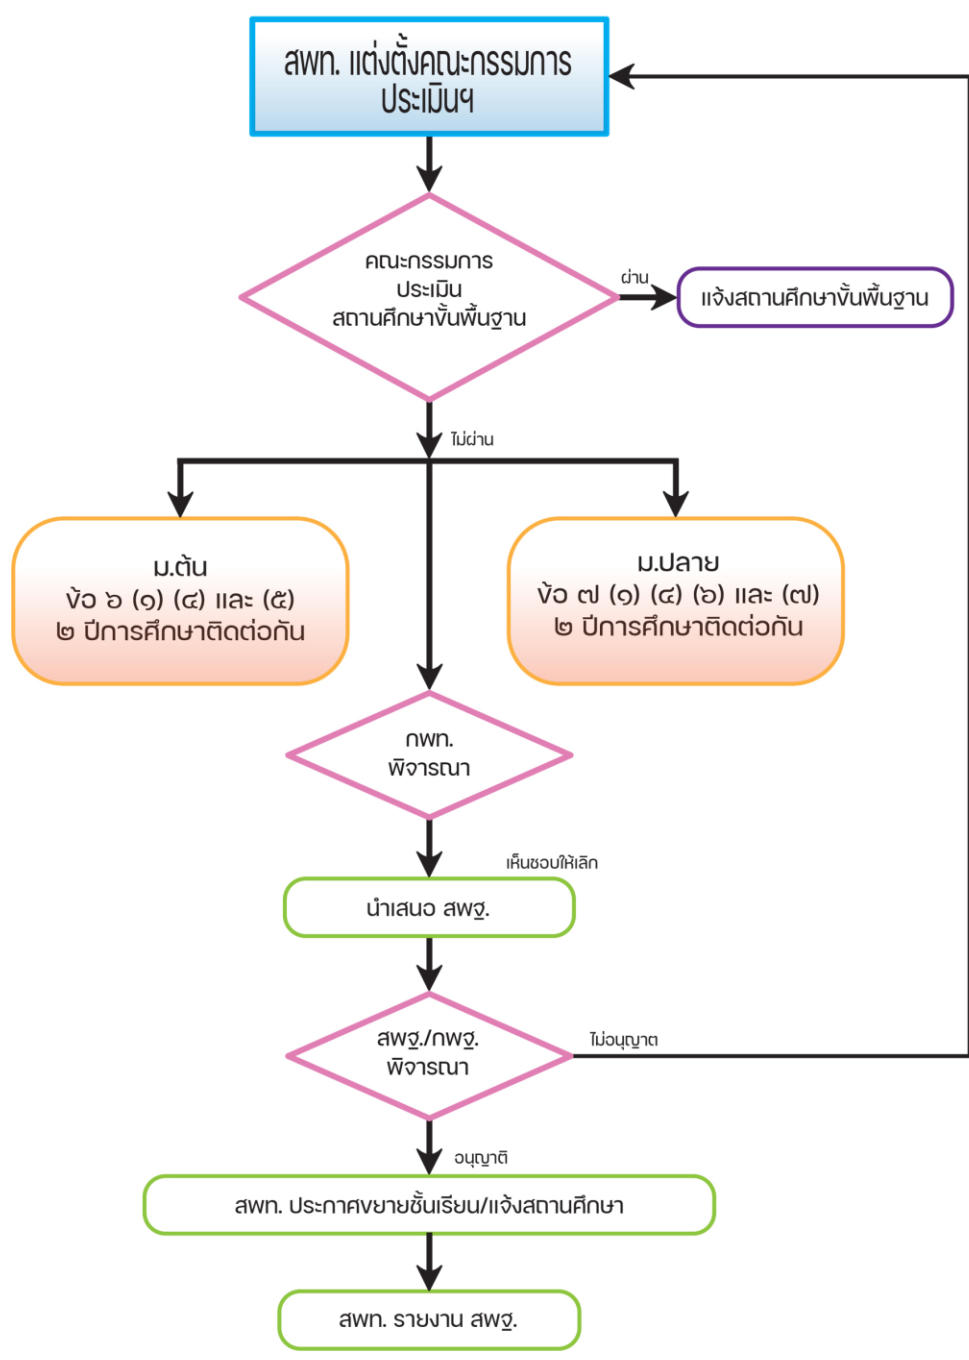 สพท. แต่งตั้งคณะกรรมการ
ประเมินฯ
คณะกรรมการ
ประเมิน
สถานศึกษาขั้นพื้นฐาน
ผ่าน
แจ้งสถานศึกษาขั้นพื้นฐาน
ไม่ผ่าน
ม.ต้น
ข้อ ๖ (๑) (๔) และ (๕)
๒ ปีการศึกษาติดต่อกัน
ม.ปลาย
ข้อ ๗ (๑) (๔) (๖) และ (๗)
๒ ปีการศึกษาติดต่อกัน
กพท.
พิจารณา
เห็นชอบให้เลิก
นำเสนอ สพฐ.
สพฐ./กพฐ.
พิจารณา
ไม่อนุญาต
อนุญาติ
สพท. ประกาศขยายชั้นเรียน/แจ้งสถานศึกษา
สพท. รายงาน สพฐ.